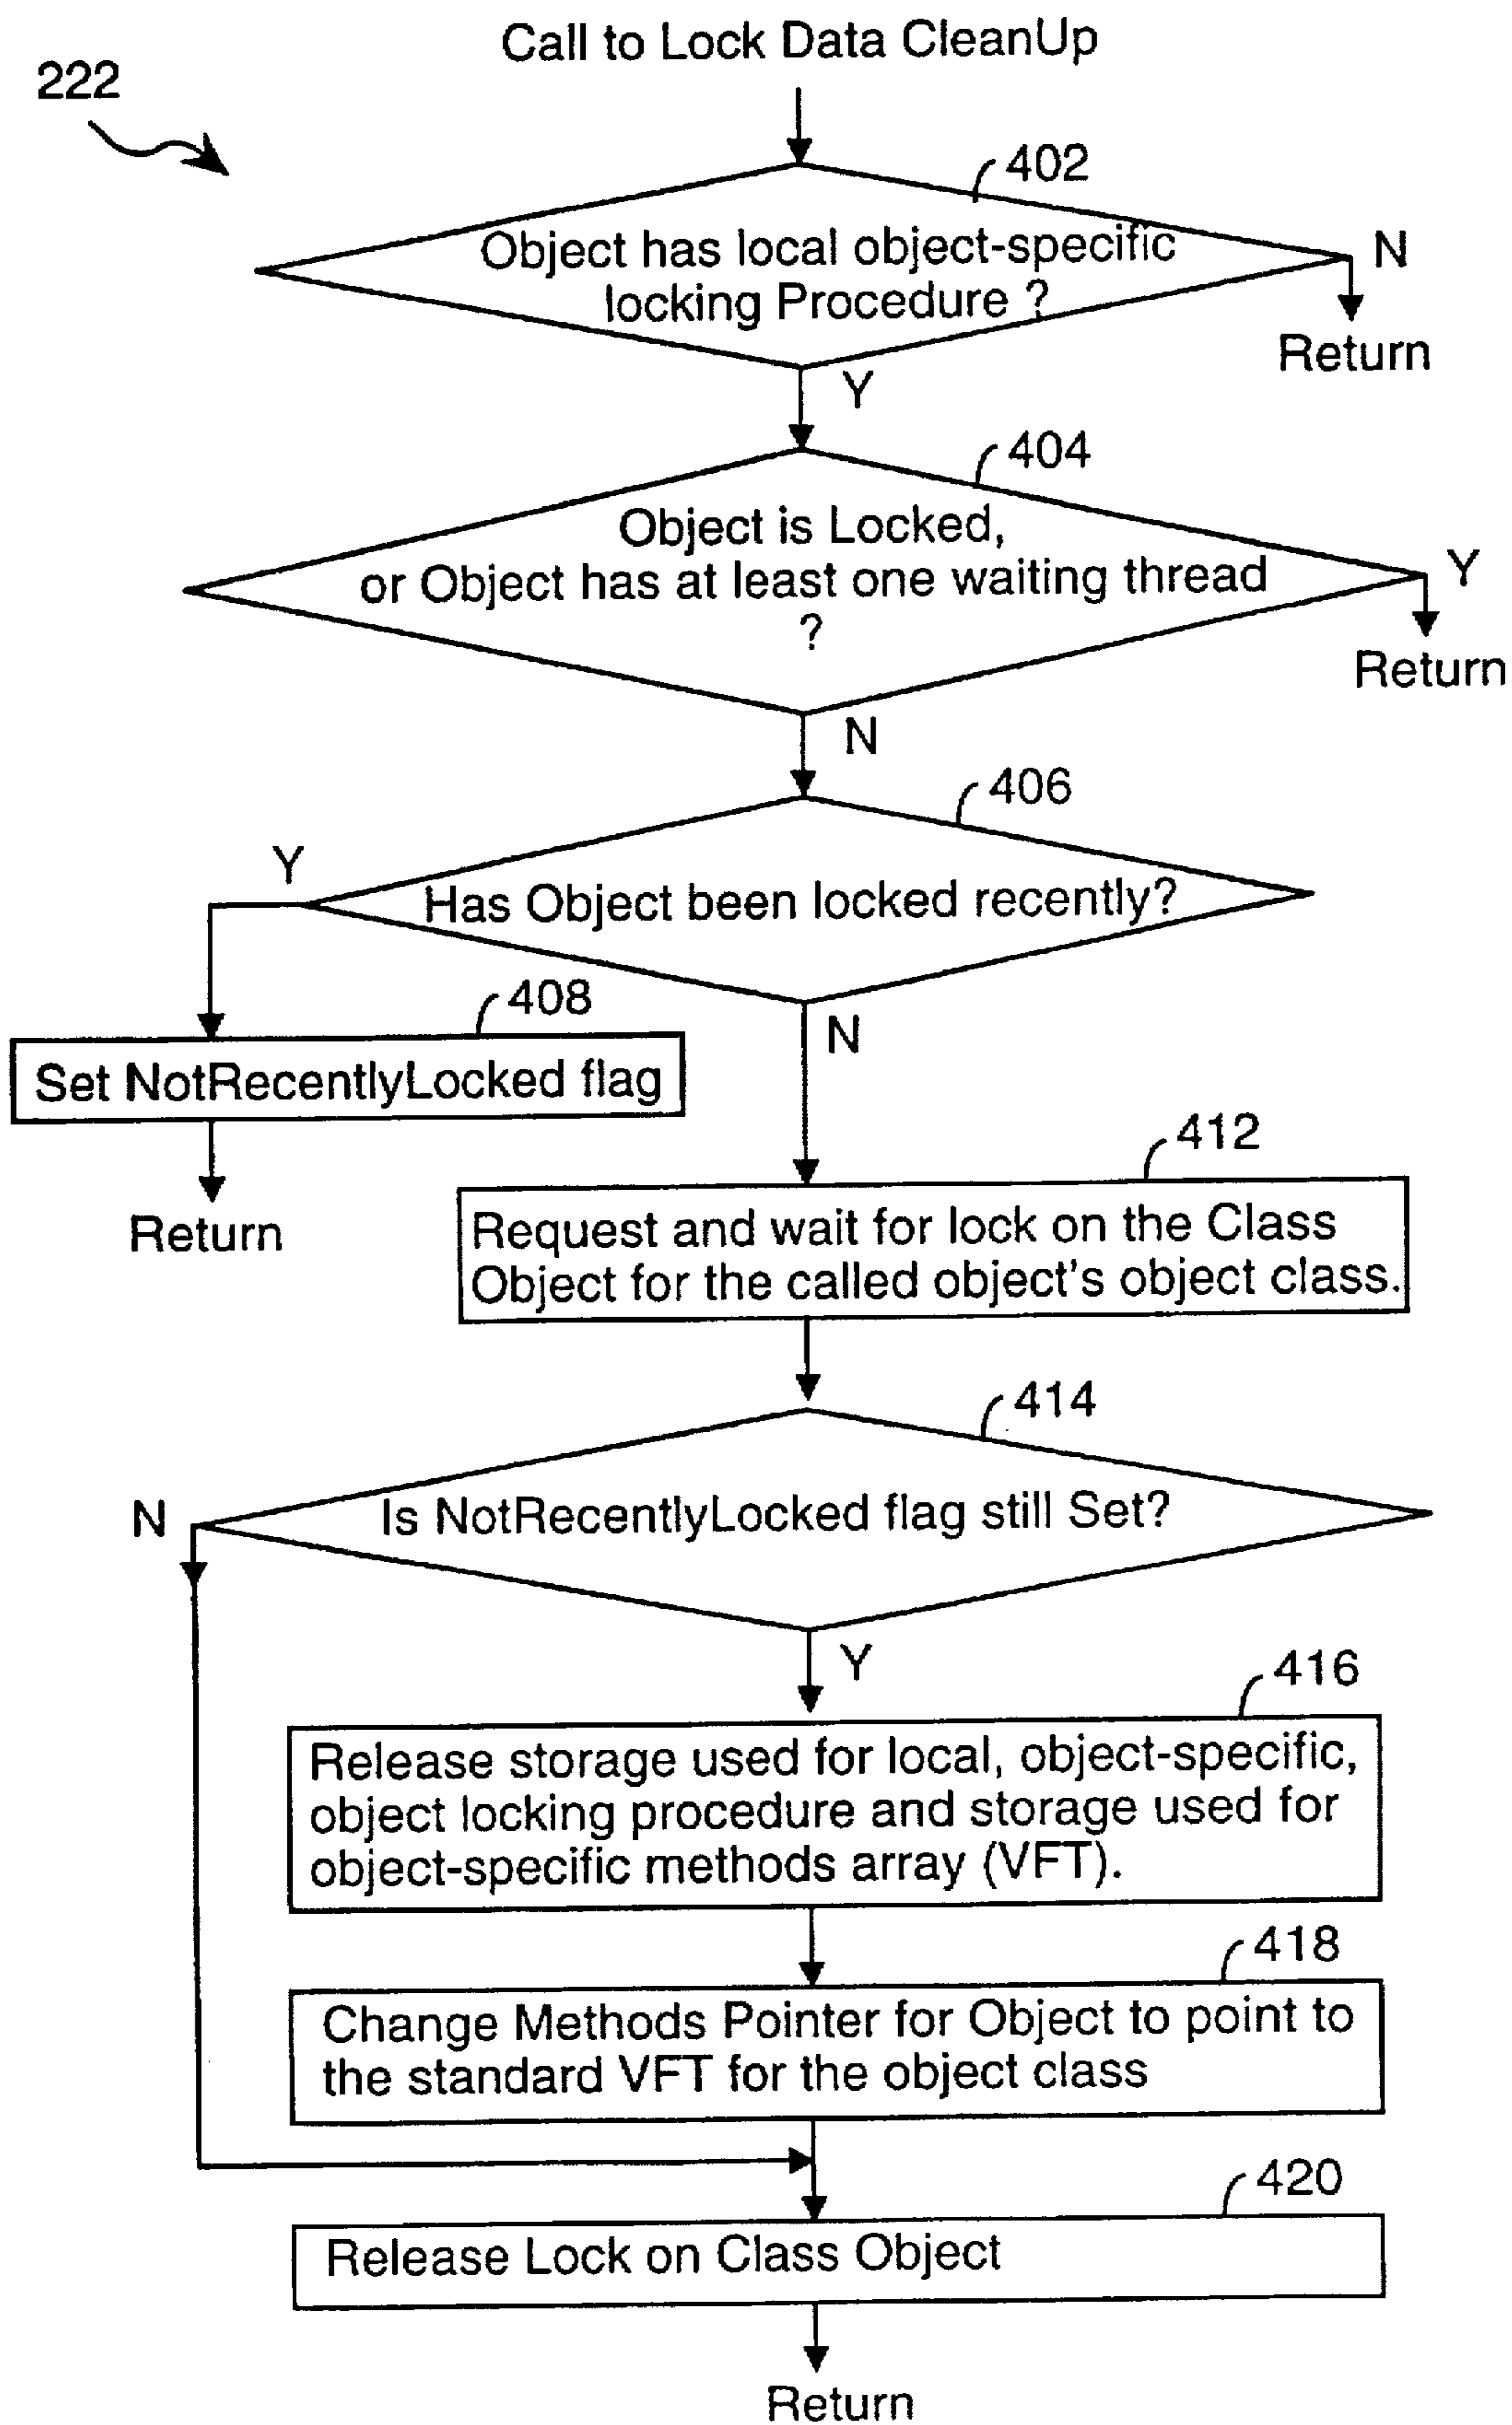 Call to Lock Data CleanUp
222
402
Object has local object-specific
locking Procedure ?
N
Return
Y
404
Object is Locked,
or Object has at least one waiting thread
?
Y
Return
N
406
Y
Has Object been locked recently?
408
N
Set NotRecentlyLocked flag
Return
412
Request and wait for lock on the Class
Object for the called object's object class.
414
N
Is NotRecentlyLocked flag still Set?
Y
416
Release storage used for local, object-specific,
object locking procedure and storage used for
object-specific methods array (VFT).
418
Change Methods Pointer for Object to point to
the standard VFT for the object class
420
Release Lock on Class Object
Return